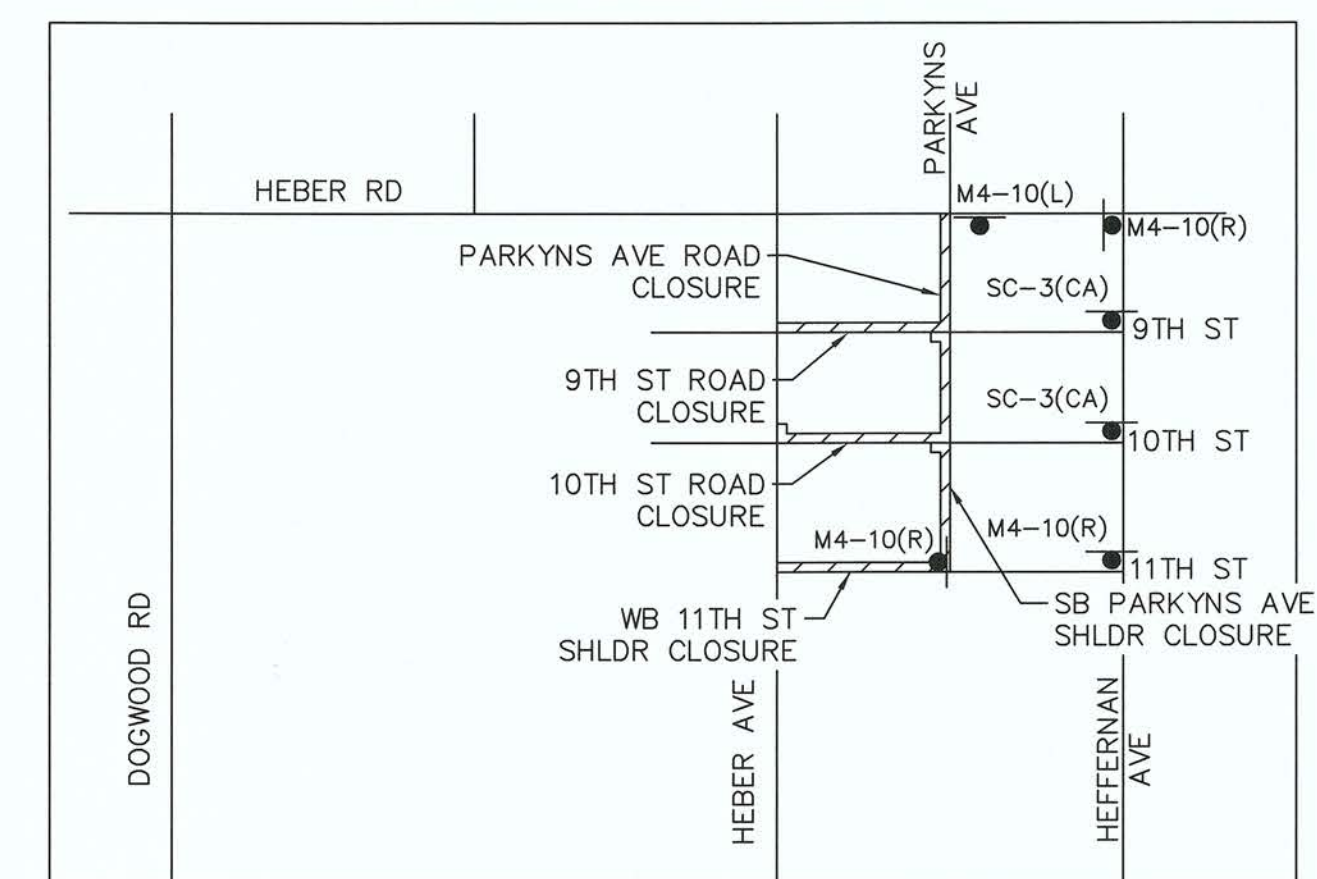 PARKYNS
AVE
HEBER RD
M4-10(L)
M4-10(R)
PARKYNS AVE ROAD
CLOSURE
SC-3(CA)
9TH ST
9TH ST ROAD
CLOSURE
SC-3(CA)
10TH ST
10TH ST ROAD
CLOSURE
M4-10(R)
M4-10(R)
11TH ST
WB 11TH ST
SHLDR CLOSURE
SB PARKYNS AVE
SHLDR CLOSURE
DOGWOOD RD
HEBER AVE
HEFFERNAN
AVE